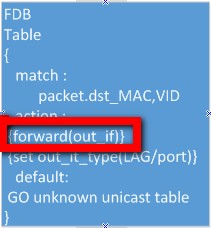 FDB
Table
{
match :
packet.dst_MAC,VID
action :
{forward(out_if)}
{set out_if_type(LAG/port)}
default:
GO unknown unicast table
}